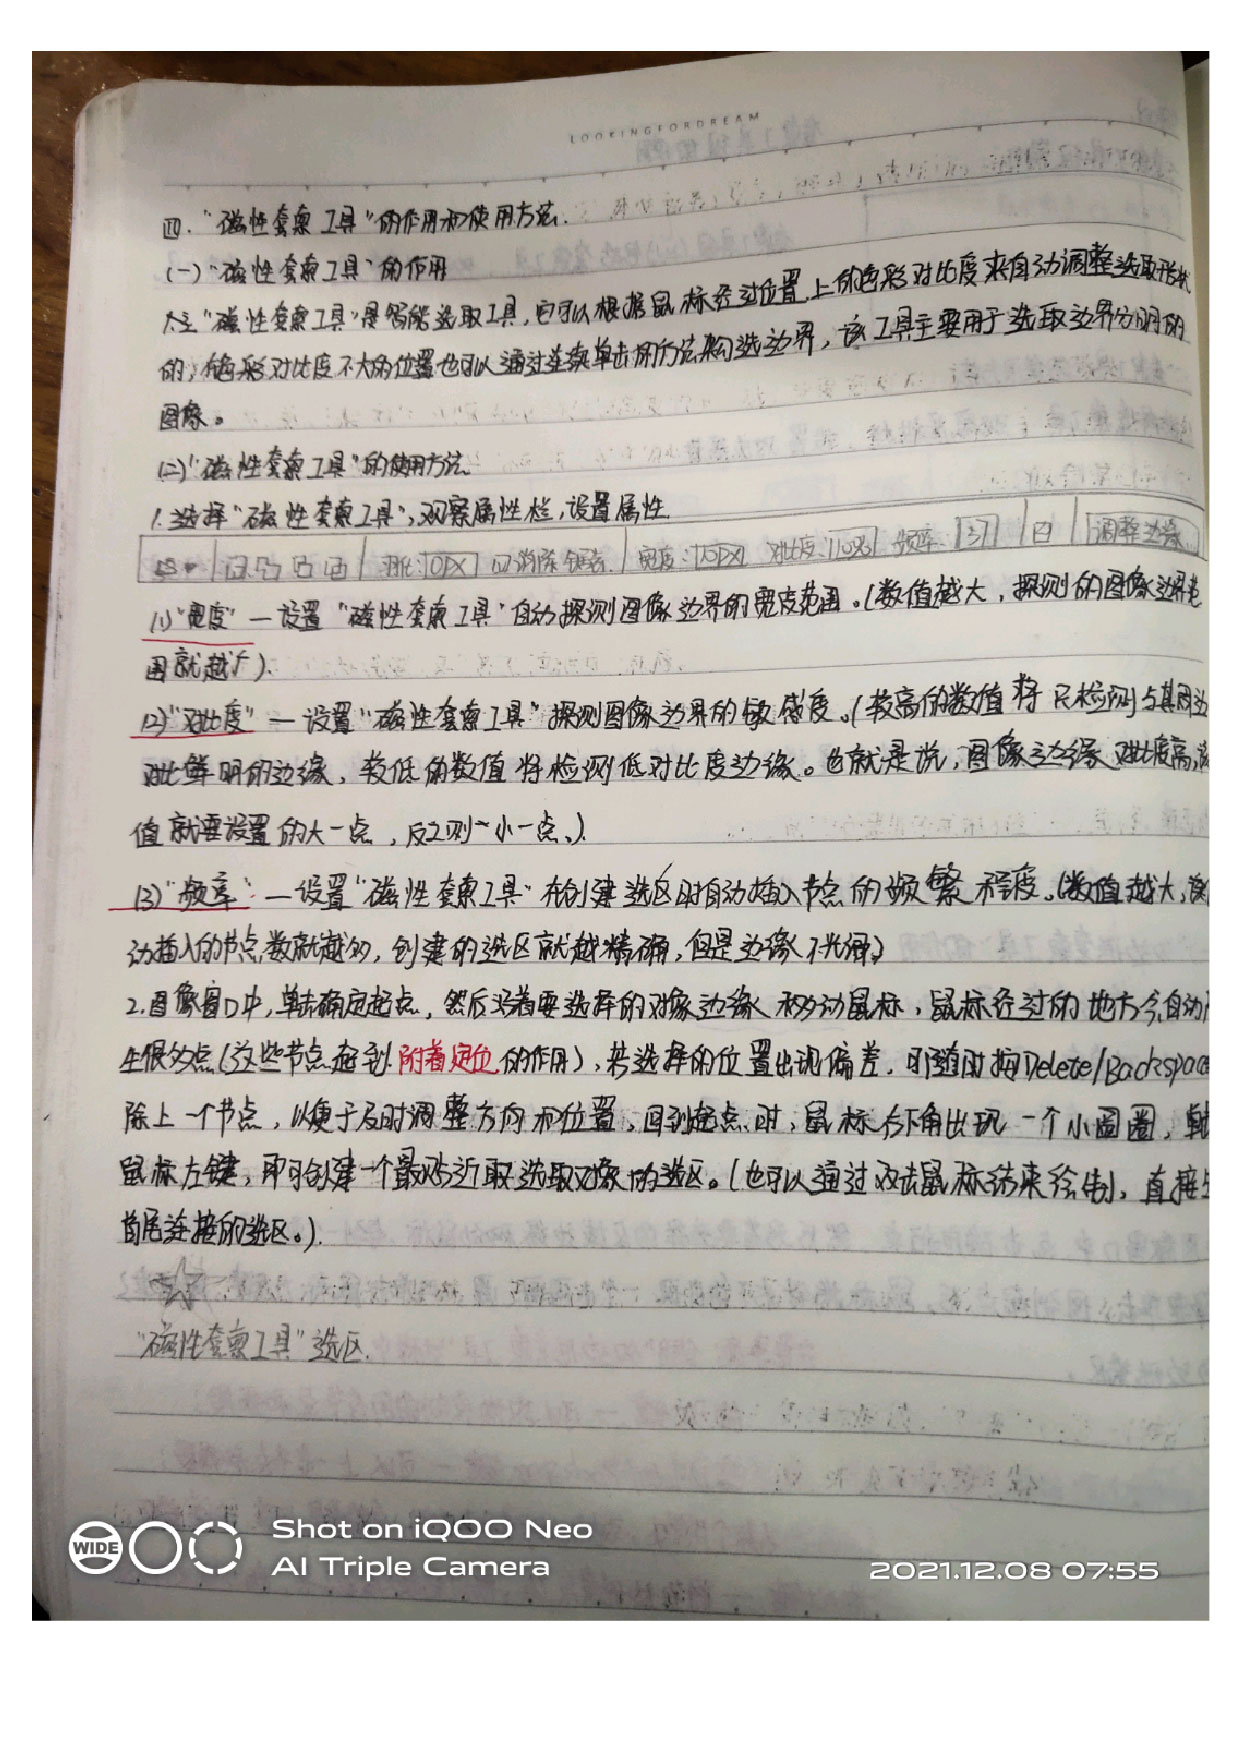 LOOKINGFORDREAM
四."磁性套索工具"的作用和使用方法.
(一)"磁性套索工具"的作用
"磁性套索工具"是智能选取工具,它可以根据鼠标经过位置上的色彩对比度来自动调整选取形状
的,色彩对比度不大的位置也可以通过连续单击的方法来勾选边界,该工具主要用于选取边界分明的
图像。
(二)"磁性套索工具"的使用方法.
1.选择"磁性套索工具",观察属性栏,设置属性.
羽化:0PX 消除锯齿 宽度:10PX 对比度:10% 频率: 57 调整边缘
(1)"宽度"—设置"磁性套索工具"自动探测图像边界的宽度范围。(数值越大,探测的图像边界范
围就越广).
(2)"对比度"—设置"磁性套索工具"探测图像边界的敏感度。(较高的数值将只检测与其周边
对比鲜明的边缘,较低的数值将检测低对比度边缘。也就是说,图像边缘对比度高,该
值就要设置的大一点,反之则小一点。)
(3)"频率"—设置"磁性套索工具"在创建选区时自动插入节点的频繁程度。(数值越大,自
动插入的节点数就越多,创建的选区就越精确,但是边缘不光滑)
2.图像窗口中,单击确定起点,然后沿着要选择的对象边缘移动鼠标,鼠标经过的地方会自动产
生很多点(这些节点起到附着定位的作用),若选择的位置出现偏差,可随时按Delete/Backspace
除上一个节点,以便于及时调整方向和位置,回到起点时,鼠标右下角出现一个小圆圈,单击
鼠标左键,即可创建一个最贴近取选取对象的选区。(也可以通过双击鼠标结束绘制,直接生
首尾连接的选区。).
"磁性套索工具"选区.
WIDE
Shot on iQOO Neo
AI Triple Camera
2021.12.08 07:55